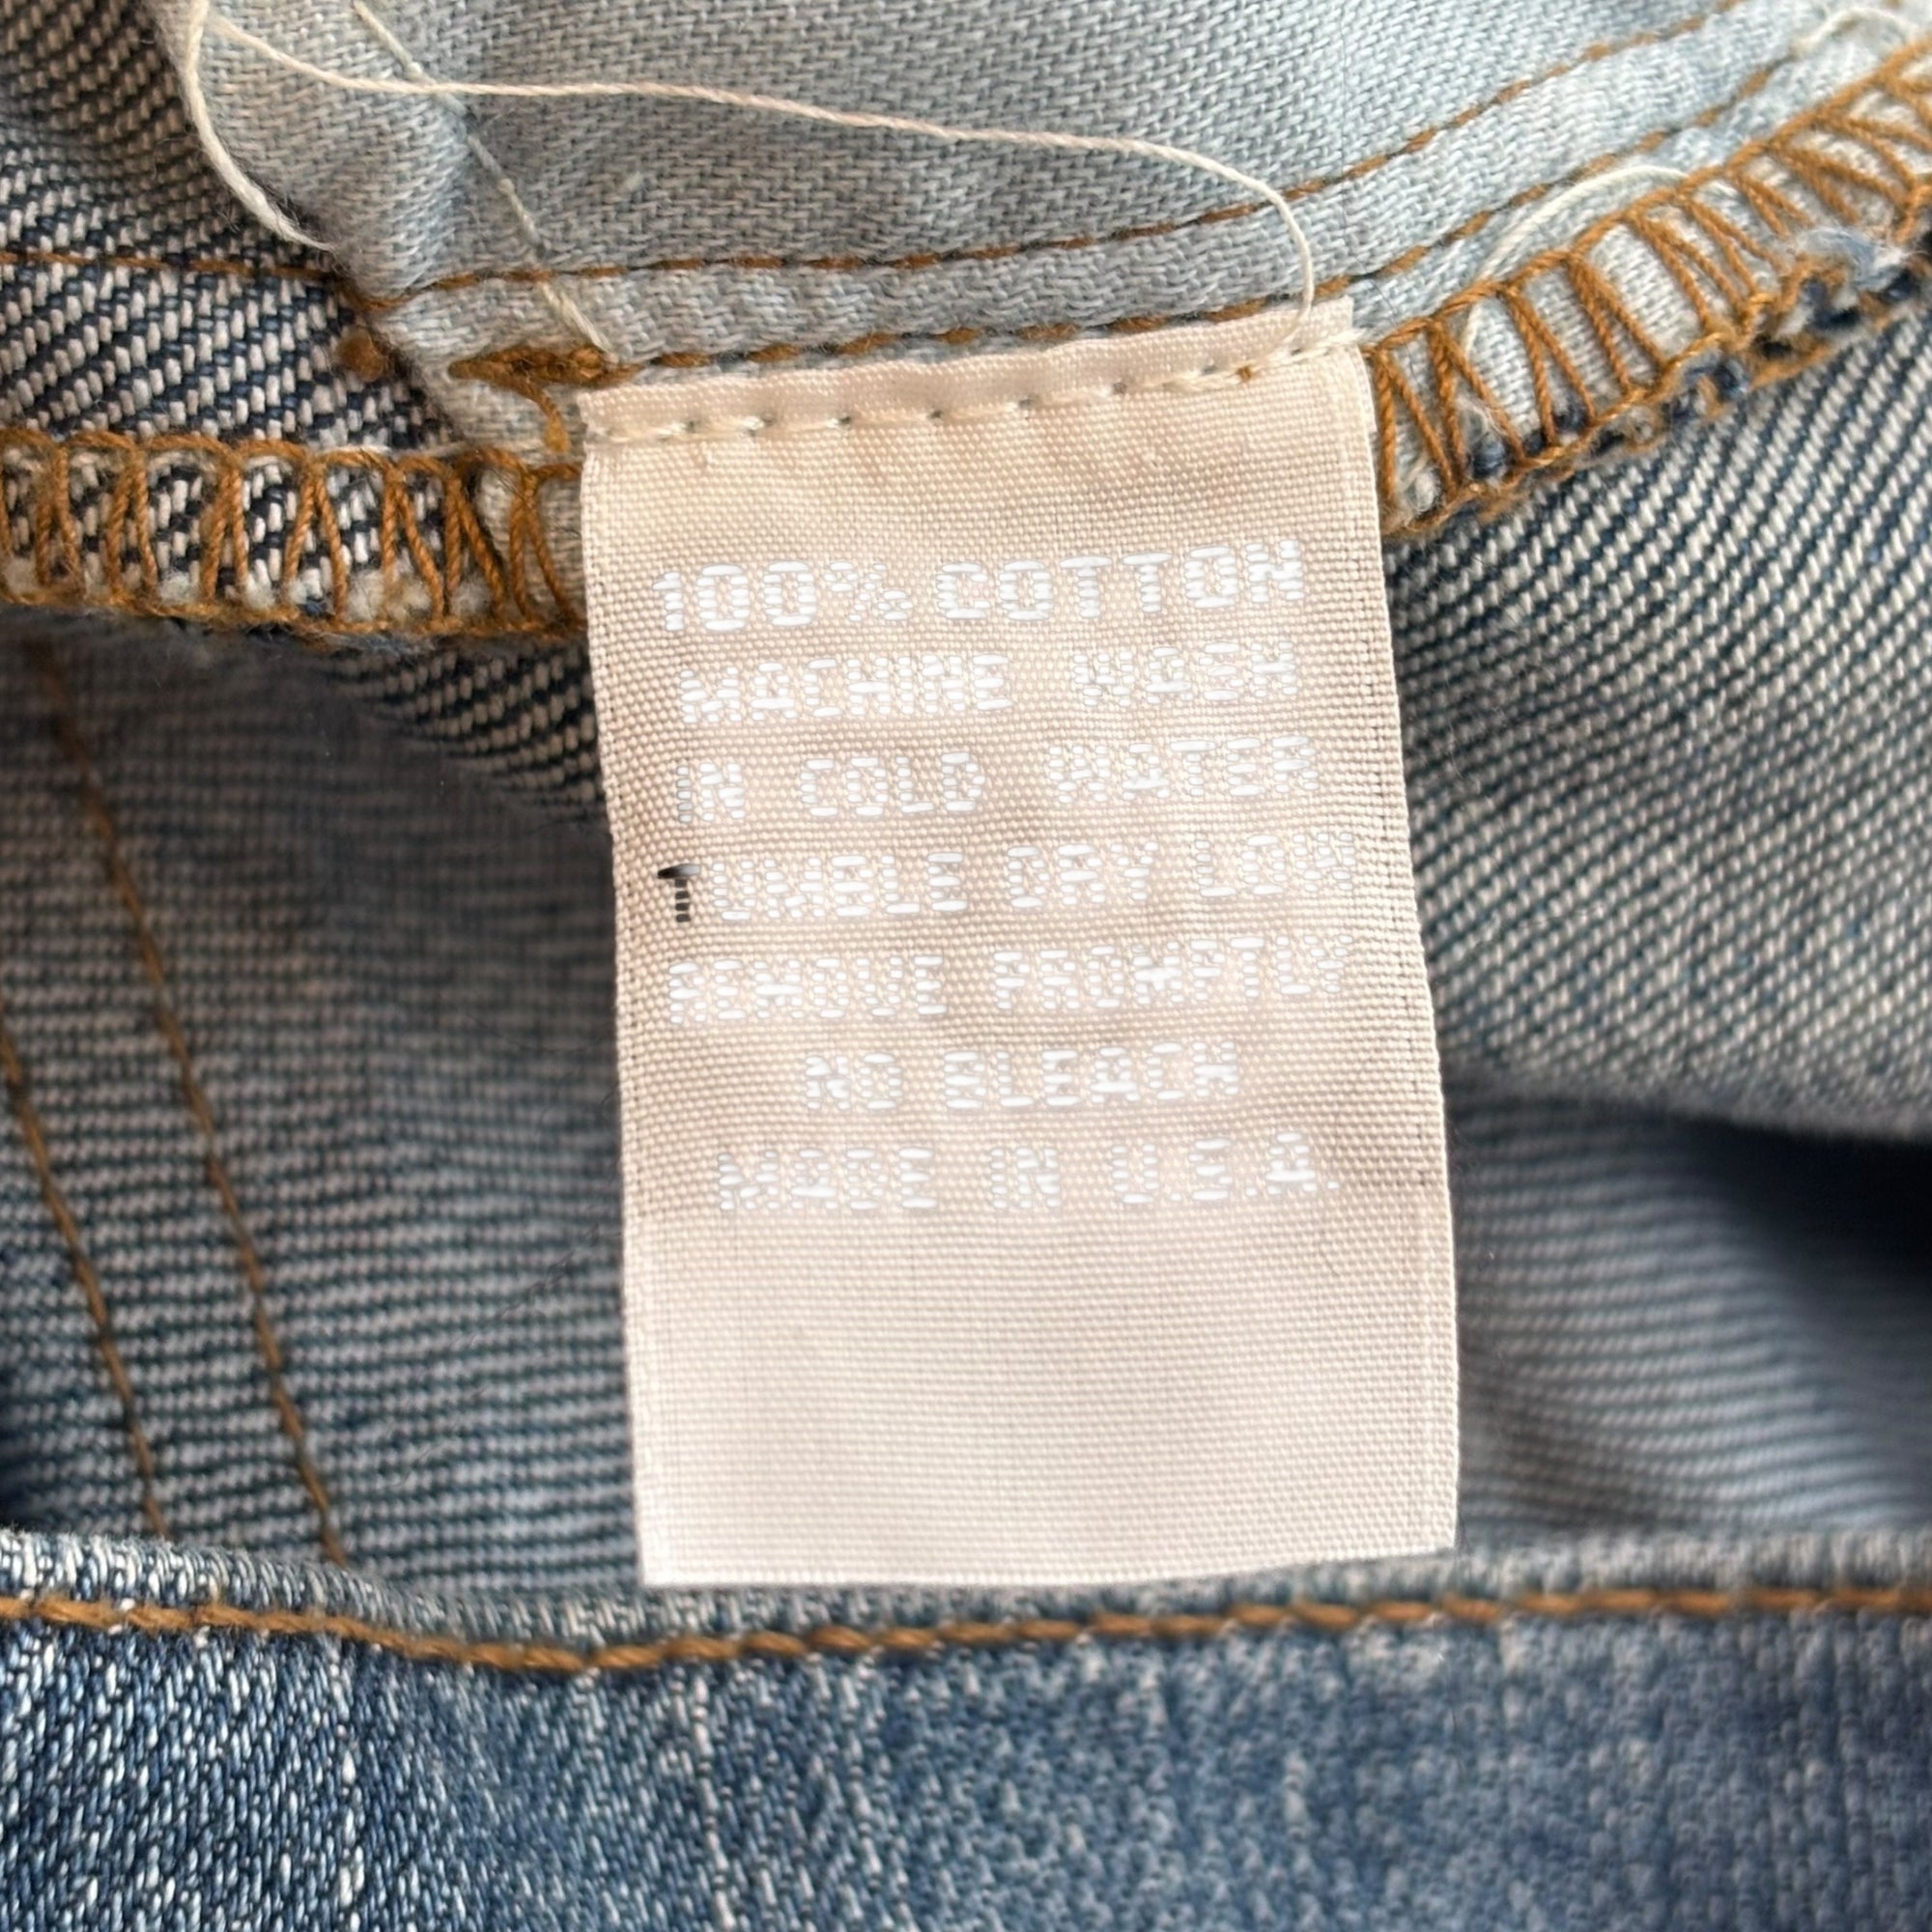 100% COTTON
MACHINE WASH
IN COLD WATER
TUMBLE DRY LOW
REMOVE PROMPTLY
NO BLEACH
MADE IN U.S.A.